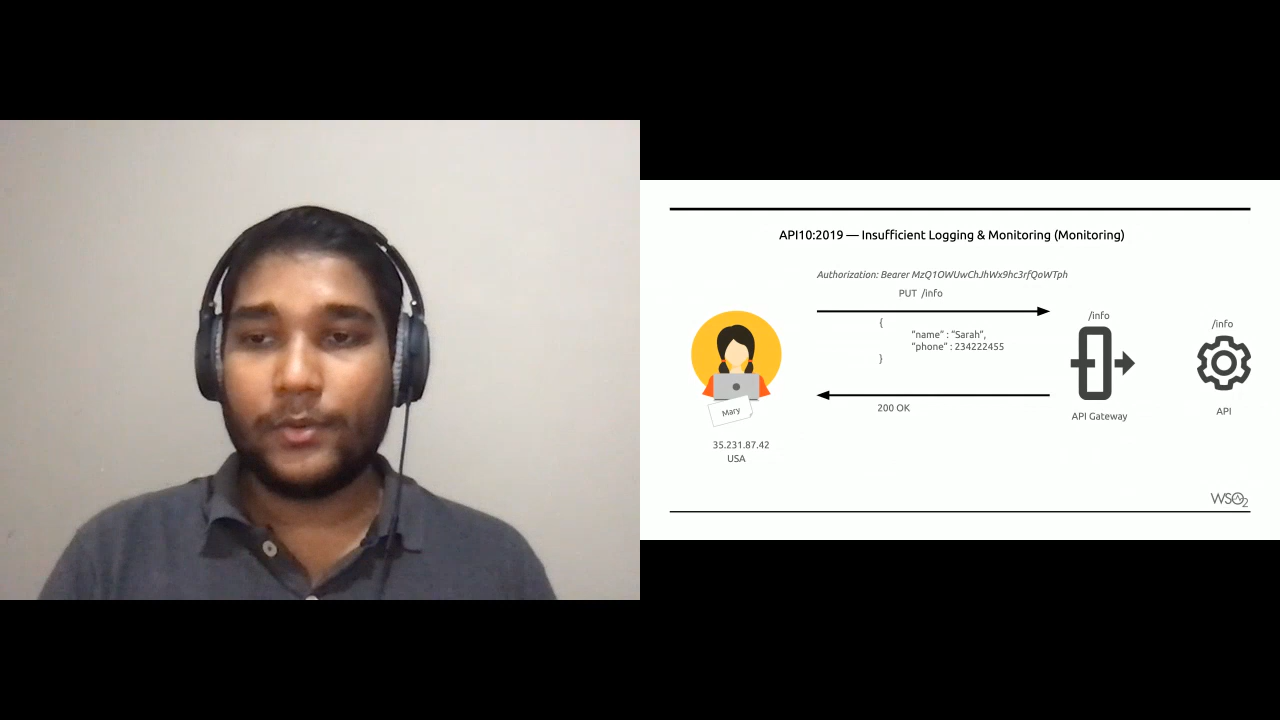 API10:2019 — Insufficient Logging & Monitoring (Monitoring)
Authorization: Bearer MzQ1OWUwChJhWx9hc3rfQoWTph
PUT /info
{
“name” : “Sarah”,
“phone” : 234222455
}
200 OK
Mary
35.231.87.42
USA
/info
API Gateway
/info
API
WSO2